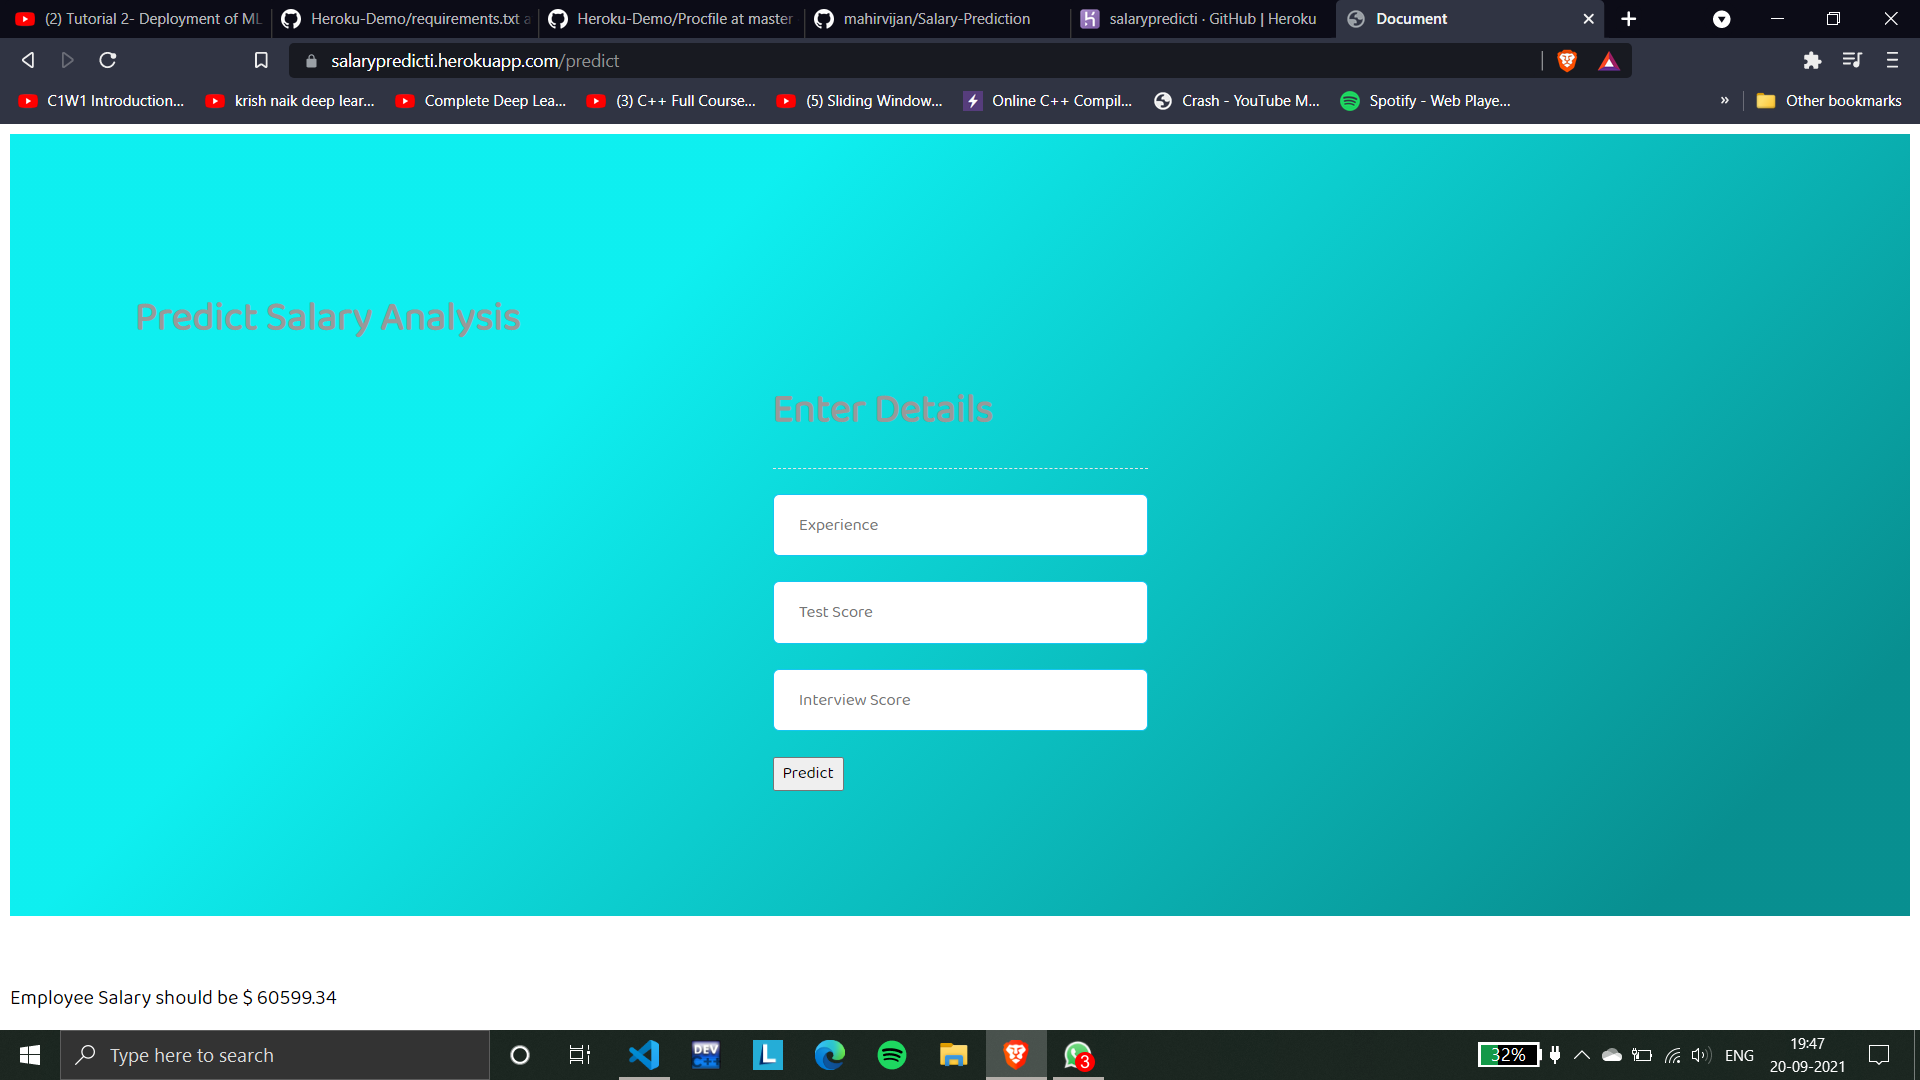 (2) Tutorial 2- Deployment of ML
Heroku-Demo/requirements.txt a
Heroku-Demo/Procfile at master
mahirvijan/Salary-Prediction
salarypredicti · GitHub | Heroku
Document
salarypredicti.herokuapp.com/predict
C1W1 Introduction...
krish naik deep lear...
Complete Deep Lea...
(3) C++ Full Course...
(5) Sliding Window...
Online C++ Compil...
Crash - YouTube M...
Spotify - Web Playe...
»
Other bookmarks
Predict Salary Analysis
Enter Details
Experience
Test Score
Interview Score
Predict
Employee Salary should be $ 60599.34
Type here to search
DEV
C++
L
3
32%
ENG
19:47
20-09-2021